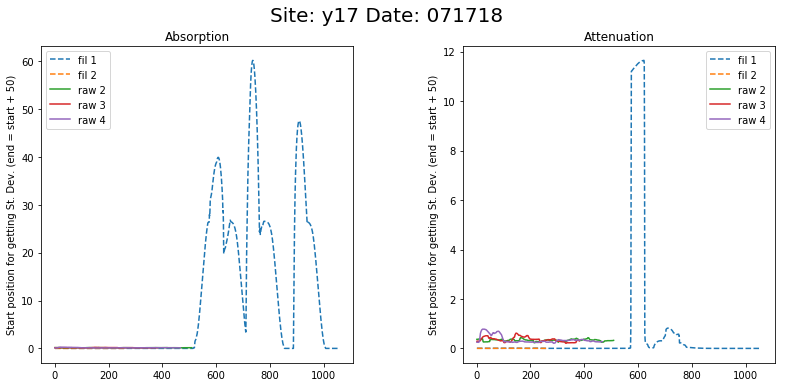 Site: y17 Date: 071718
Absorption
Start position for getting St. Dev. (end = start + 50)
60
50
40
30
20
10
0
fil 1
fil 2
raw 2
raw 3
raw 4
0 200 400 600 800 1000
Attenuation
Start position for getting St. Dev. (end = start + 50)
12
10
8
6
4
2
0
fil 1
fil 2
raw 2
raw 3
raw 4
0 200 400 600 800 1000